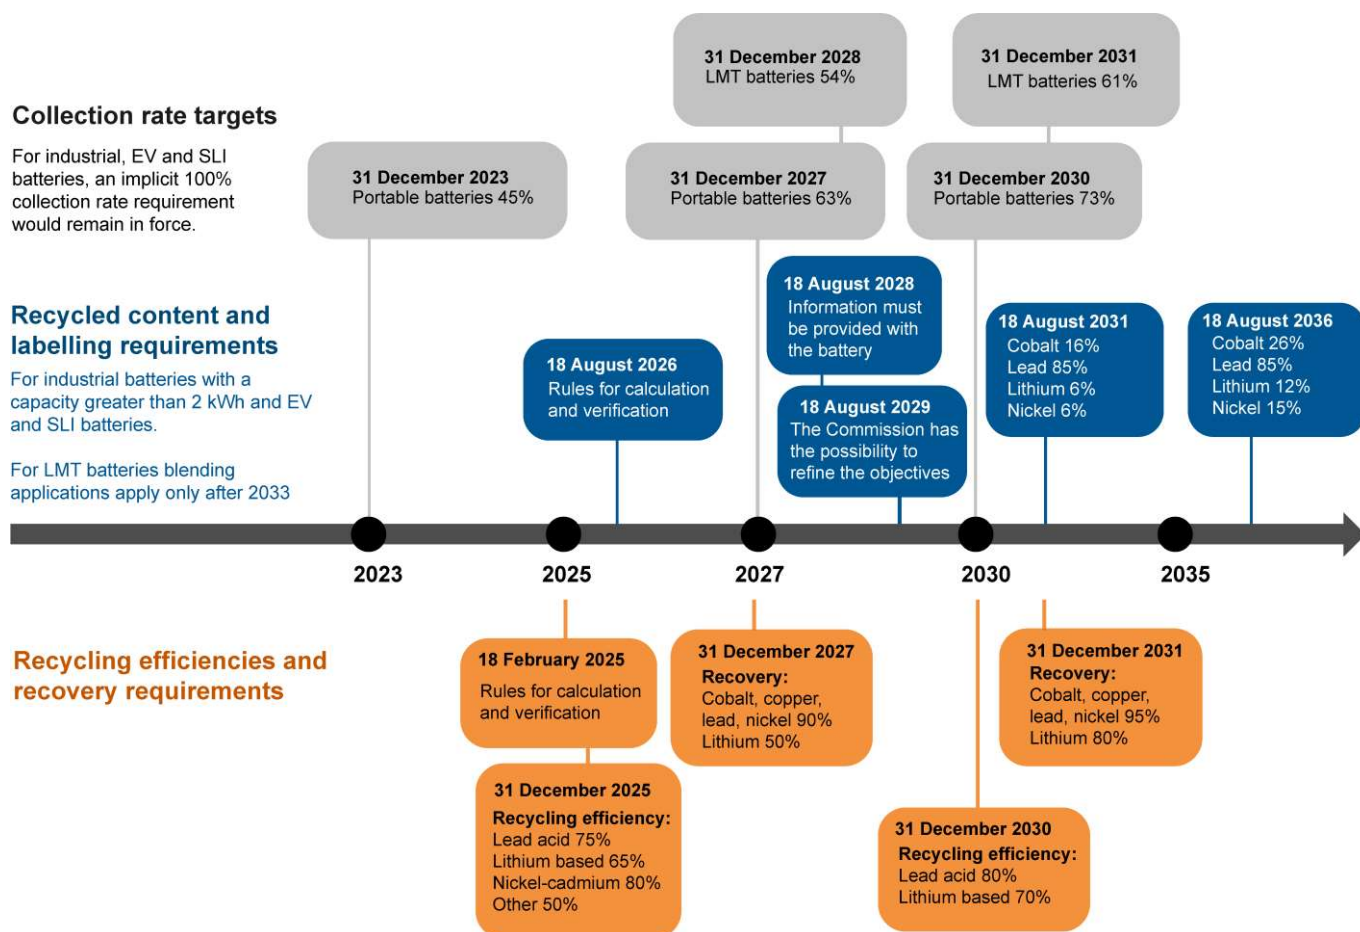 Collection rate targets
For industrial, EV and SLI
batteries, an implicit 100%
collection rate requirement
would remain in force.
31 December 2023
Portable batteries 45%
31 December 2028
LMT batteries 54%
31 December 2027
Portable batteries 63%
31 December 2031
LMT batteries 61%
31 December 2030
Portable batteries 73%
Recycled content and
labelling requirements
For industrial batteries with a
capacity greater than 2 kWh and EV
and SLI batteries.
For LMT batteries blending
applications apply only after 2033
18 August 2026
Rules for calculation
and verification
18 August 2028
Information must
be provided with
the battery
18 August 2029
The Commission has
the possibility to
refine the objectives
18 August 2031
Cobalt 16%
Lead 85%
Lithium 6%
Nickel 6%
18 August 2036
Cobalt 26%
Lead 85%
Lithium 12%
Nickel 15%
2023
2025
2027
2030
2035
Recycling efficiencies and
recovery requirements
18 February 2025
Rules for calculation
and verification
31 December 2025
Recycling efficiency:
Lead acid 75%
Lithium based 65%
Nickel-cadmium 80%
Other 50%
31 December 2027
Recovery:
Cobalt, copper,
lead, nickel 90%
Lithium 50%
31 December 2030
Recycling efficiency:
Lead acid 80%
Lithium based 70%
31 December 2031
Recovery:
Cobalt, copper,
lead, nickel 95%
Lithium 80%